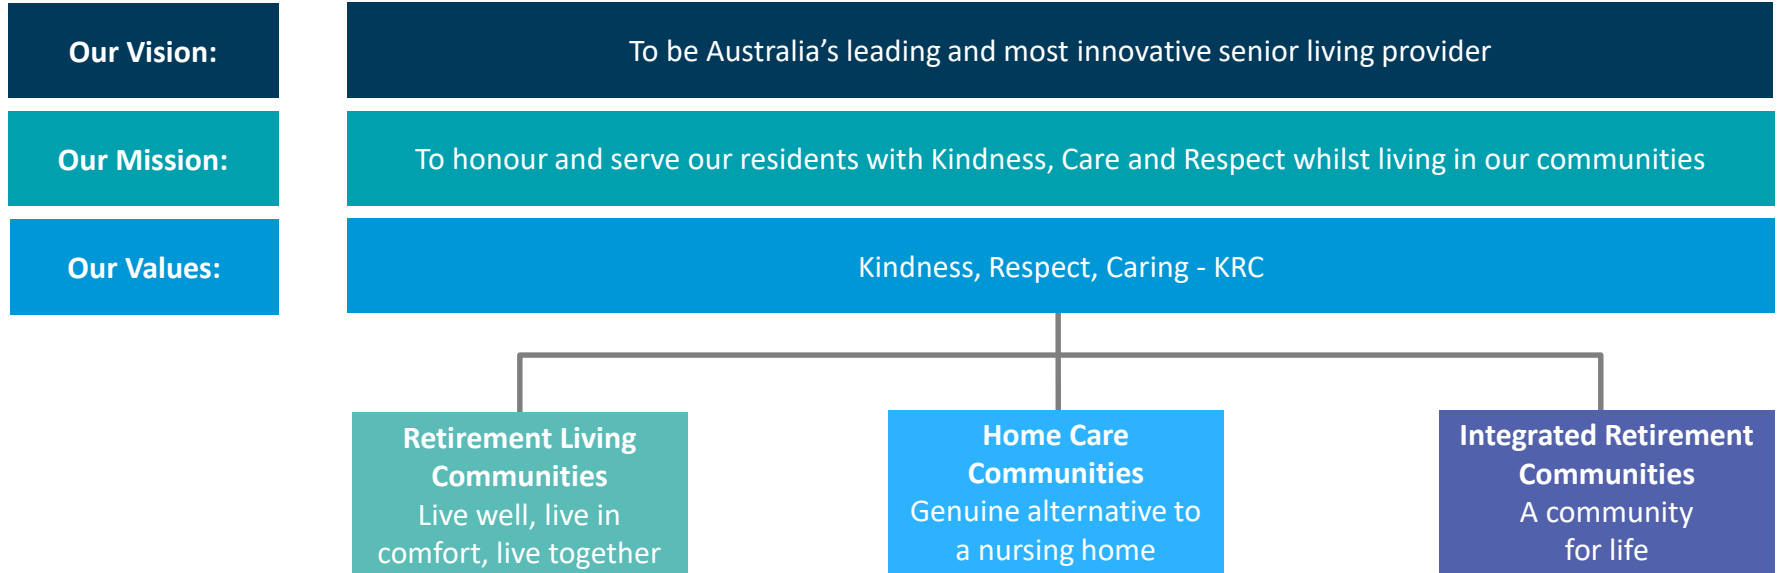 Our Vision:
To be Australia’s leading and most innovative senior living provider
Our Mission:
To honour and serve our residents with Kindness, Care and Respect whilst living in our communities
Our Values:
Kindness, Respect, Caring - KRC
Retirement Living
Communities
Live well, live in
comfort, live together
Home Care
Communities
Genuine alternative to
a nursing home
Integrated Retirement
Communities
A community
for life